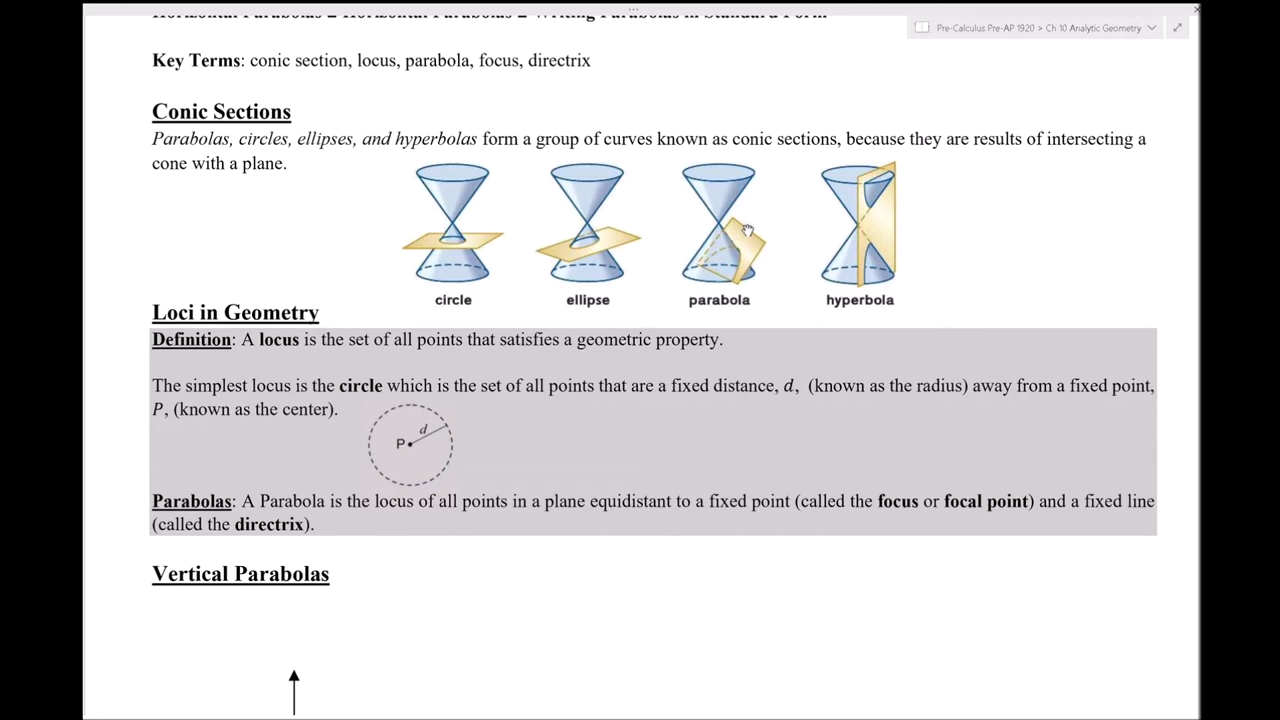 Pre-Calculus Pre-AP 1920 > Ch 10 Analytic Geometry
Key Terms: conic section, locus, parabola, focus, directrix
Conic Sections
Parabolas, circles, ellipses, and hyperbolas form a group of curves known as conic sections, because they are results of intersecting a
cone with a plane.
circle ellipse parabola hyperbola
Loci in Geometry
Definition: A locus is the set of all points that satisfies a geometric property.
The simplest locus is the circle which is the set of all points that are a fixed distance, d, (known as the radius) away from a fixed point,
P, (known as the center).
d
P
Parabolas: A Parabola is the locus of all points in a plane equidistant to a fixed point (called the focus or focal point) and a fixed line
(called the directrix).
Vertical Parabolas